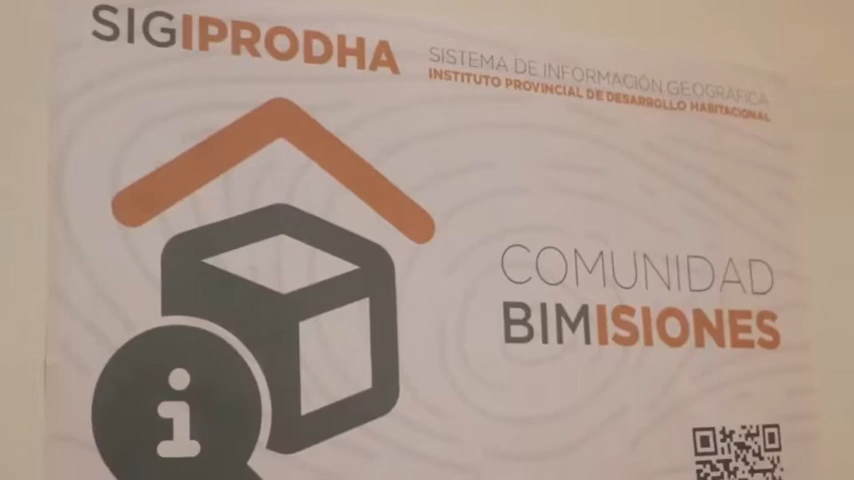 SIGIPRODHA
SISTEMA DE INFORMACIÓN GEOGRÁFICA
INSTITUTO PROVINCIAL DE DESARROLLO HABITACIONAL
COMUNIDAD
BIMISIONES
i